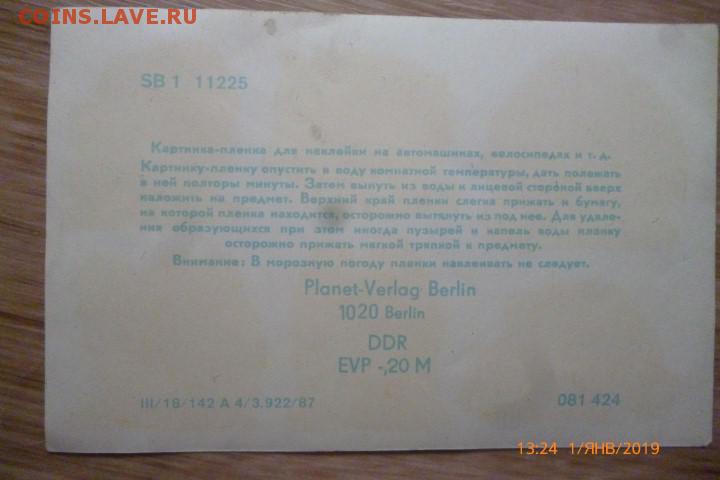 COINS.LAVE.RU
SB 1 11225
Картинка-пленка для наклейки на автомашинах, велосипедах и т. д.
Картинку-пленку опустить в воду комнатной температуры, дать полежать
в ней полторы минуты. Затем вынуть из воды и лицевой стороной вверх
наложить на предмет. Верхний край пленки слегка прижать и бумагу,
на которой пленка находится, осторожно вытянуть из под нее. Для удале-
ния образующихся при этом иногда пузырей и капель воды планку
осторожно прижать мягкой тряпкой к предмету.
Внимание: В морозную погоду планки наклеивать не следует.
Planet-Verlag Berlin
1020 Berlin
DDR
EVP -,20 M
III/18/142 A 4/3.922/87
081 424
13:24 1/ЯНВ/2019